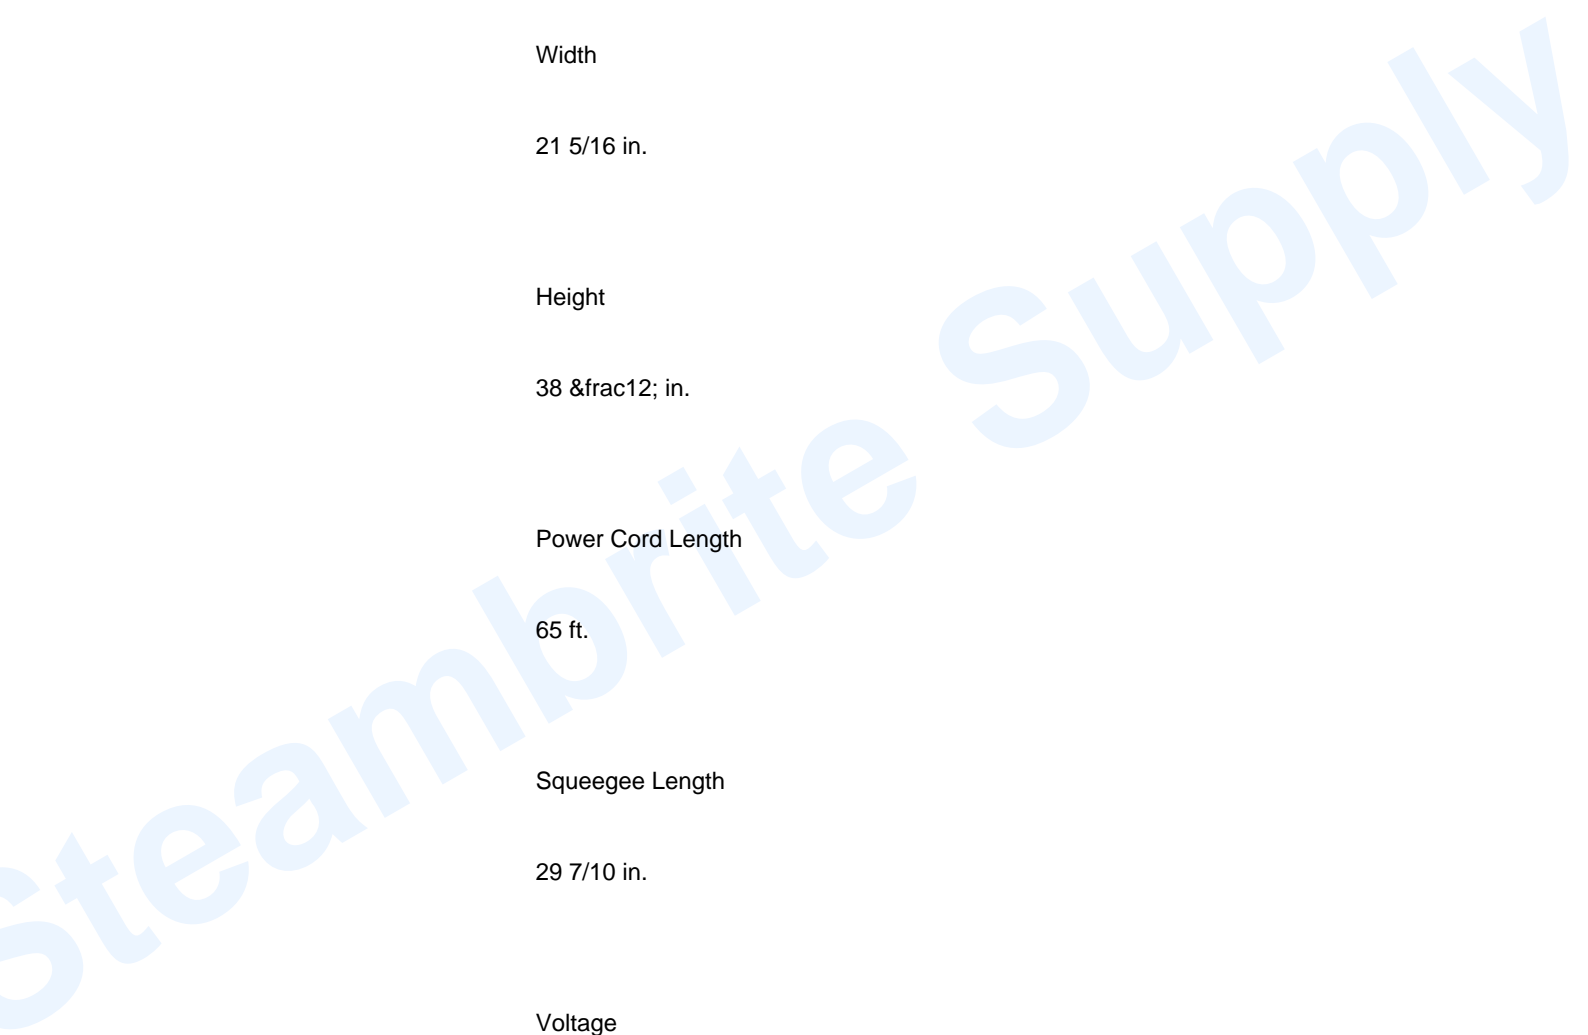 Width
21 5/16 in.
Height
38 &frac12; in.
Power Cord Length
65 ft.
Squeegee Length
29 7/10 in.
Voltage
Steambrite Supply